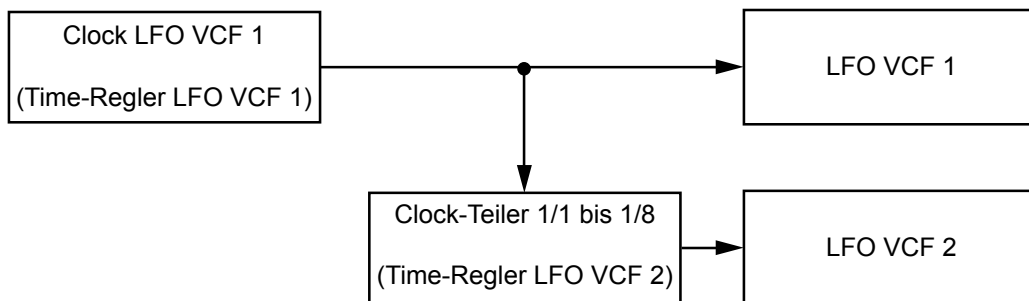 Clock LFO VCF 1
(Time-Regler LFO VCF 1)
LFO VCF 1
Clock-Teiler 1/1 bis 1/8
(Time-Regler LFO VCF 2)
LFO VCF 2